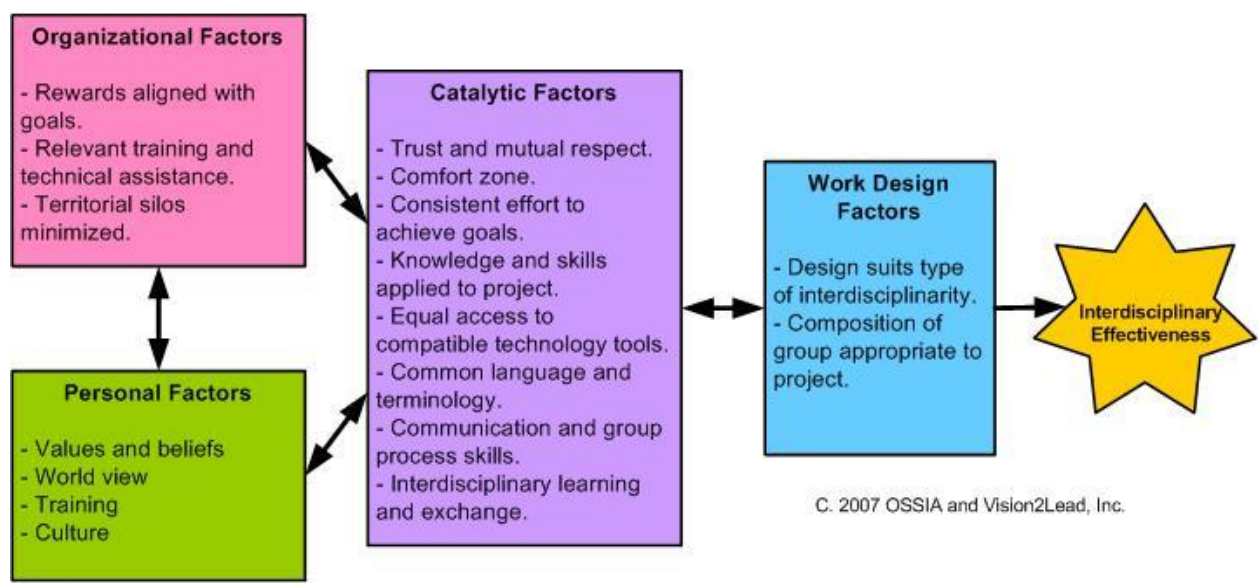 Organizational Factors
- Rewards aligned with
goals.
- Relevant training and
technical assistance.
- Territorial silos
minimized.
Personal Factors
- Values and beliefs
- World view
- Training
- Culture
Catalytic Factors
- Trust and mutual respect.
- Comfort zone.
- Consistent effort to
achieve goals.
- Knowledge and skills
applied to project.
- Equal access to
compatible technology tools.
- Common language and
terminology.
- Communication and group
process skills.
- Interdisciplinary learning
and exchange.
Work Design
Factors
- Design suits type
of interdisciplinarity.
- Composition of
group appropriate to
project.
Interdisciplinary
Effectiveness
C. 2007 OSSIA and Vision2Lead, Inc.